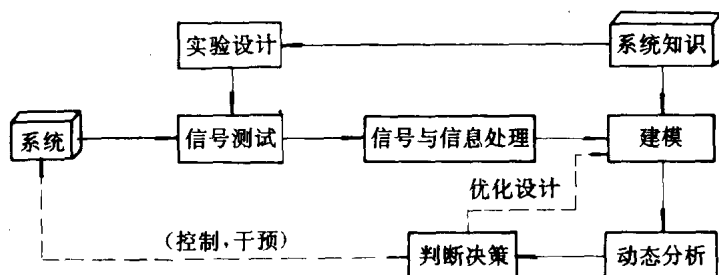 实验设计
系统知识
系统
信号测试
信号与信息处理
建模
优化设计
(控制,干预)
判断决策
动态分析